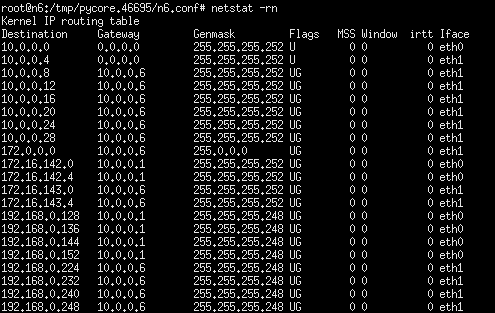 root@n6:/tmp/pycore.46695/n6.conf# netstat -rn
Kernel IP routing table
Destination     Gateway         Genmask         Flags   MSS Window  irtt Iface
10.0.0.0        0.0.0.0         255.255.255.252 U         0 0          0 eth0
10.0.0.4        0.0.0.0         255.255.255.252 U         0 0          0 eth1
10.0.0.8        10.0.0.6        255.255.255.252 UG        0 0          0 eth1
10.0.0.12       10.0.0.6        255.255.255.252 UG        0 0          0 eth1
10.0.0.16       10.0.0.6        255.255.255.252 UG        0 0          0 eth1
10.0.0.20       10.0.0.6        255.255.255.252 UG        0 0          0 eth1
10.0.0.24       10.0.0.6        255.255.255.252 UG        0 0          0 eth1
10.0.0.28       10.0.0.6        255.255.255.252 UG        0 0          0 eth1
172.0.0.0       10.0.0.6        255.0.0.0       UG        0 0          0 eth1
172.16.142.0    10.0.0.1        255.255.255.252 UG        0 0          0 eth0
172.16.142.4    10.0.0.1        255.255.255.252 UG        0 0          0 eth0
172.16.143.0    10.0.0.6        255.255.255.252 UG        0 0          0 eth1
172.16.143.4    10.0.0.6        255.255.255.252 UG        0 0          0 eth1
192.168.0.128   10.0.0.1        255.255.255.248 UG        0 0          0 eth0
192.168.0.136   10.0.0.1        255.255.255.248 UG        0 0          0 eth0
192.168.0.144   10.0.0.1        255.255.255.248 UG        0 0          0 eth0
192.168.0.152   10.0.0.1        255.255.255.248 UG        0 0          0 eth0
192.168.0.224   10.0.0.6        255.255.255.248 UG        0 0          0 eth1
192.168.0.232   10.0.0.6        255.255.255.248 UG        0 0          0 eth1
192.168.0.240   10.0.0.6        255.255.255.248 UG        0 0          0 eth1
192.168.0.248   10.0.0.6        255.255.255.248 UG        0 0          0 eth1